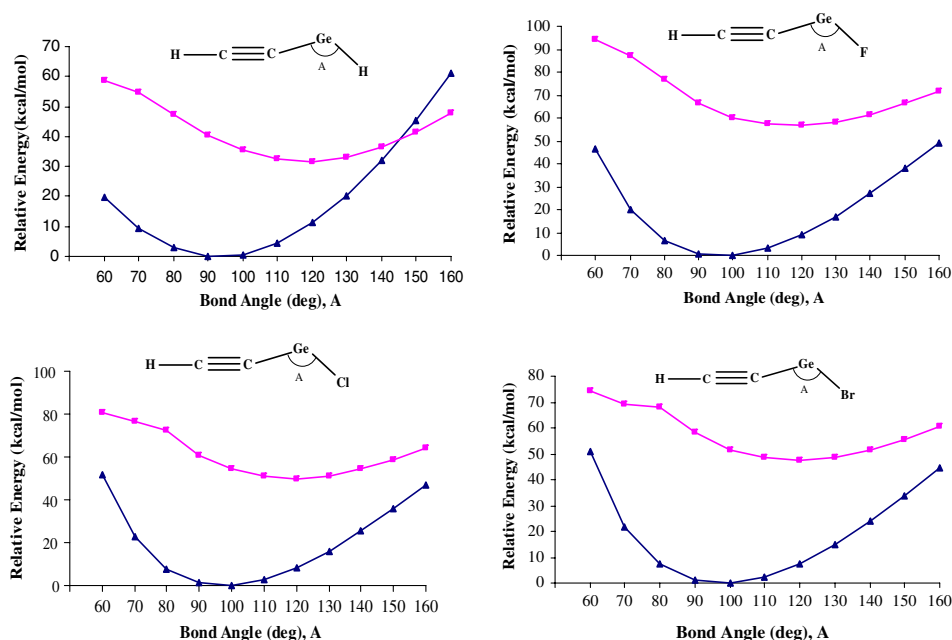 H C C Ge H
A
Relative Energy(kcal/mol)
70
60
50
40
30
20
10
0
60 70 80 90 100 110 120 130 140 150 160
Bond Angle (deg), A
H C C Ge F
A
Relative Energy (kcal/mol)
100
90
80
70
60
50
40
30
20
10
0
60 70 80 90 100 110 120 130 140 150 160
Bond Angle (deg), A
H C C Ge Cl
A
Relative Energy (kcal/mol)
100
80
60
40
20
0
60 70 80 90 100 110 120 130 140 150 160
Bond Angle (deg), A
H C C Ge Br
A
Relative Energy (kcal/mol)
80
70
60
50
40
30
20
10
0
60 70 80 90 100 110 120 130 140 150 160
Bond Angle (deg), A